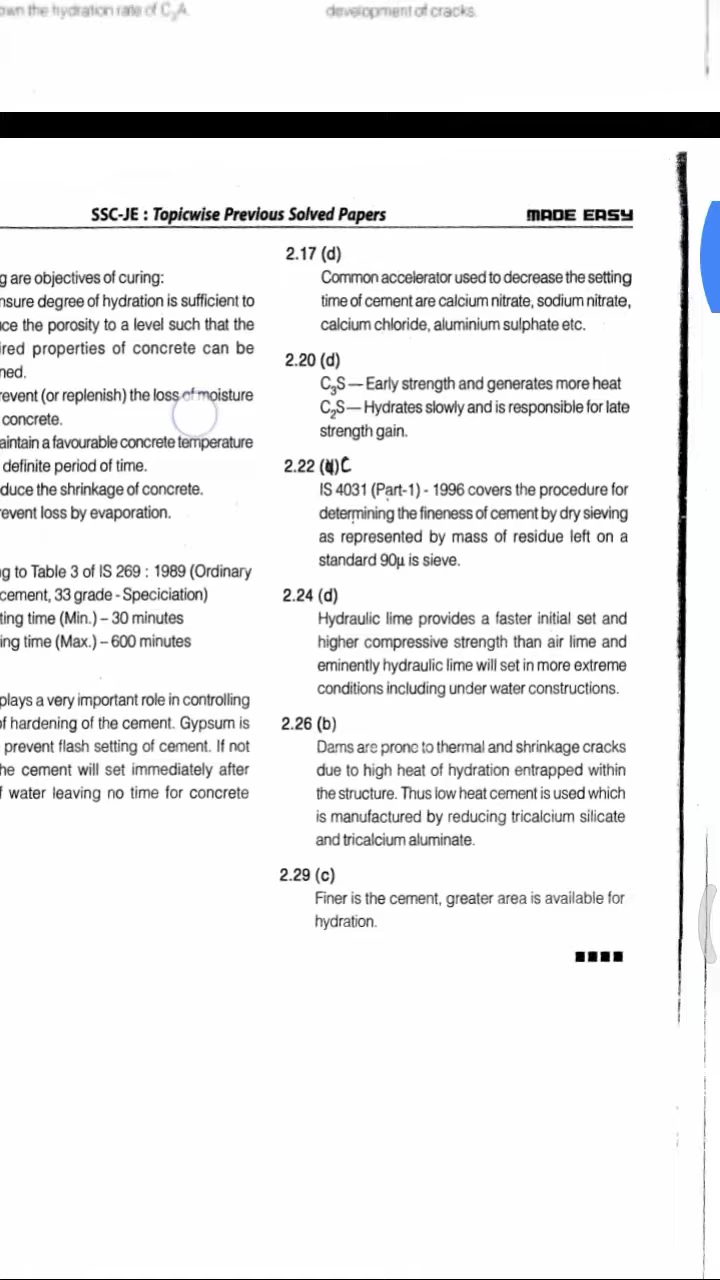 own the hydration rate of C₃A.
development of cracks.
SSC-JE : Topicwise Previous Solved Papers
MADE EASY
g are objectives of curing:
nsure degree of hydration is sufficient to
ce the porosity to a level such that the
ired properties of concrete can be
ned.
revent (or replenish) the loss of moisture
concrete.
aintain a favourable concrete temperature
definite period of time.
duce the shrinkage of concrete.
revent loss by evaporation.
g to Table 3 of IS 269 : 1989 (Ordinary
cement, 33 grade - Speciciation)
ting time (Min.) – 30 minutes
ing time (Max.) – 600 minutes
plays a very important role in controlling
f hardening of the cement. Gypsum is
prevent flash setting of cement. If not
he cement will set immediately after
f water leaving no time for concrete
2.17 (d)
Common accelerator used to decrease the setting
time of cement are calcium nitrate, sodium nitrate,
calcium chloride, aluminium sulphate etc.
2.20 (d)
C₃S — Early strength and generates more heat
C₂S — Hydrates slowly and is responsible for late
strength gain.
2.22 ( ) C
IS 4031 (Part-1) - 1996 covers the procedure for
determining the fineness of cement by dry sieving
as represented by mass of residue left on a
standard 90μ is sieve.
2.24 (d)
Hydraulic lime provides a faster initial set and
higher compressive strength than air lime and
eminently hydraulic lime will set in more extreme
conditions including under water constructions.
2.26 (b)
Dams are prone to thermal and shrinkage cracks
due to high heat of hydration entrapped within
the structure. Thus low heat cement is used which
is manufactured by reducing tricalcium silicate
and tricalcium aluminate.
2.29 (c)
Finer is the cement, greater area is available for
hydration.